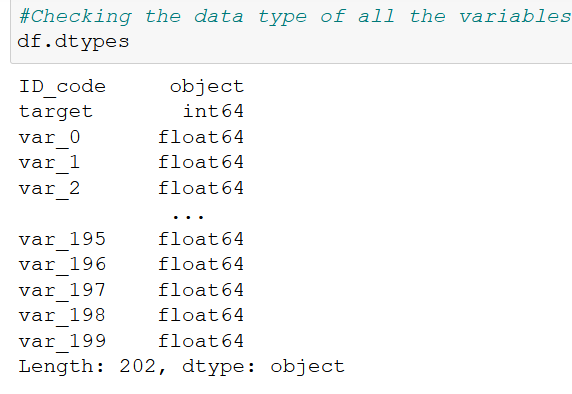 #Checking the data type of all the variables
df.dtypes
ID_code object
target int64
var_0 float64
var_1 float64
var_2 float64
...
var_195 float64
var_196 float64
var_197 float64
var_198 float64
var_199 float64
Length: 202, dtype: object